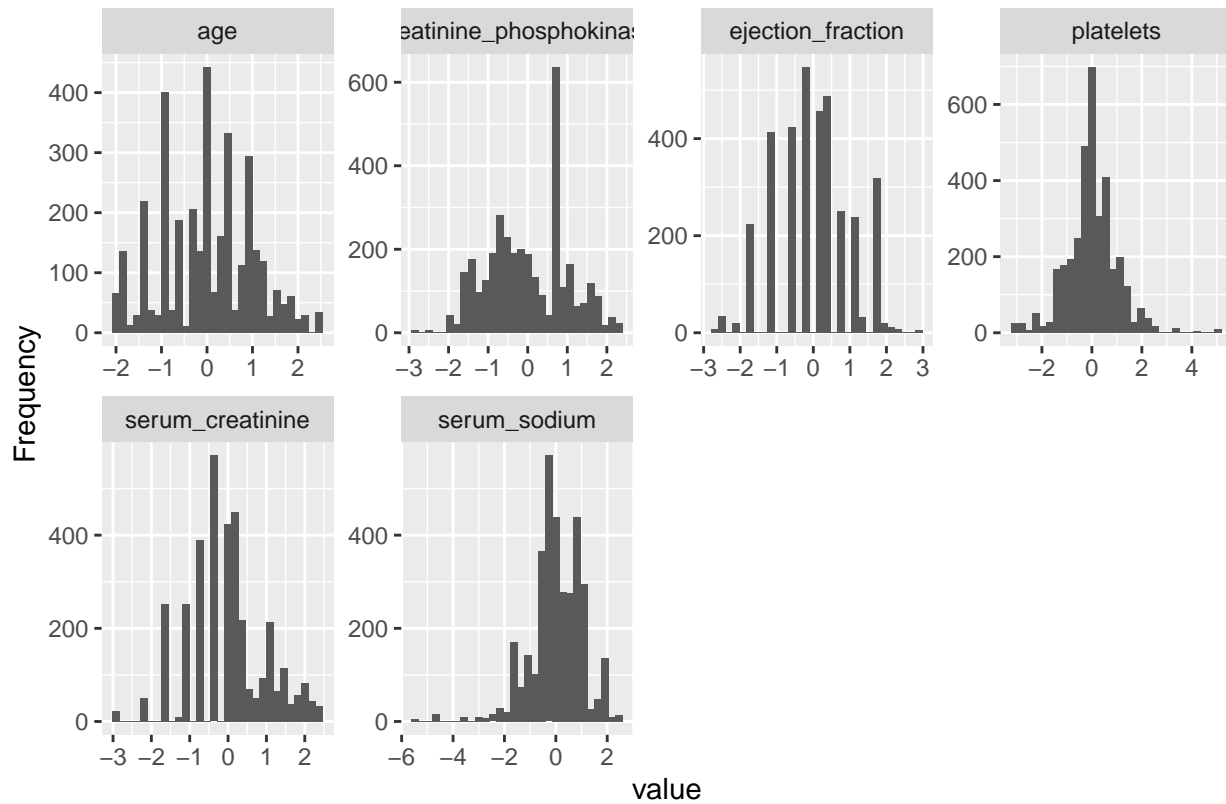 age
eatinine_phosphokinas
ejection_fraction
platelets
400
300
200
100
0
−2 −1 0 1 2
600
400
200
0
−3 −2 −1 0 1 2
400
200
0
−3 −2 −1 0 1 2 3
600
400
200
0
−2 0 2 4
serum_creatinine
serum_sodium
400
200
0
−3 −2 −1 0 1 2
400
200
0
−6 −4 −2 0 2
Frequency
value